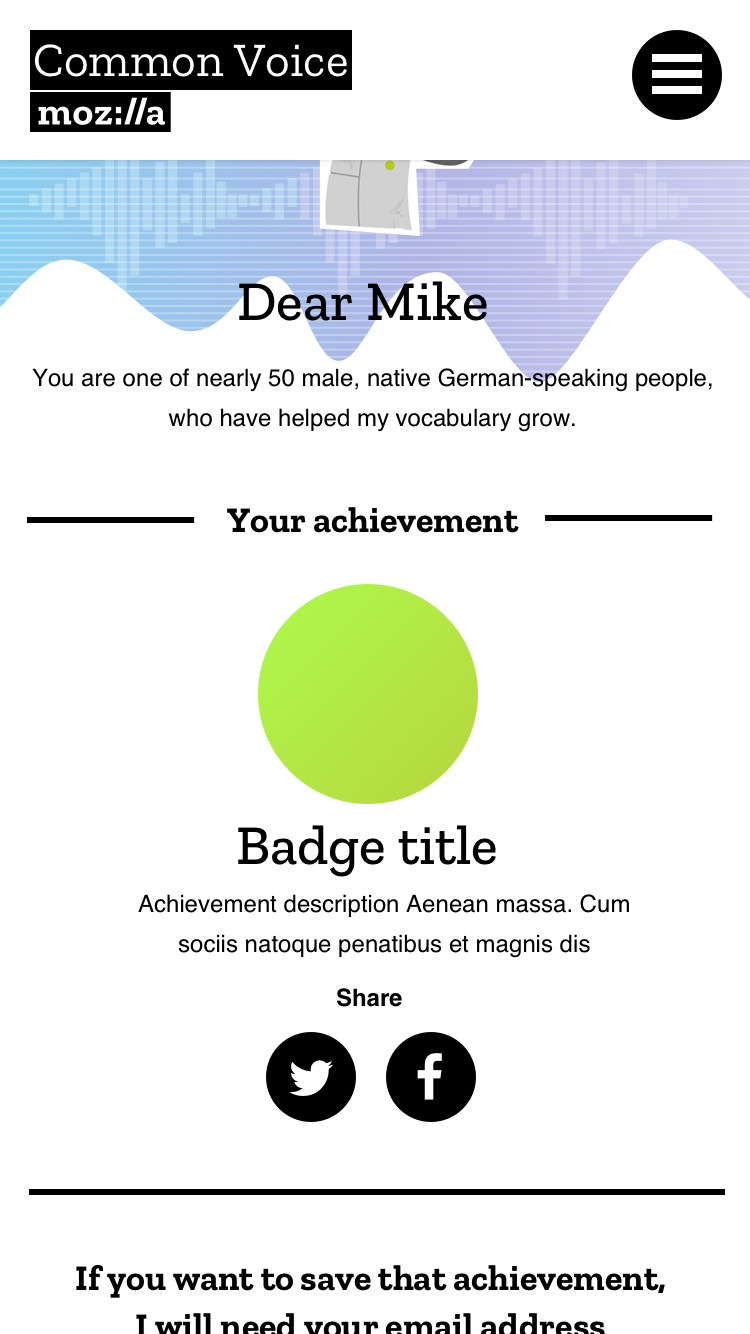 Common Voice
moz://a
Dear Mike
You are one of nearly 50 male, native German-speaking people,
who have helped my vocabulary grow.
Your achievement
Badge title
Achievement description Aenean massa. Cum
sociis natoque penatibus et magnis dis
Share
If you want to save that achievement,
I will need your email address